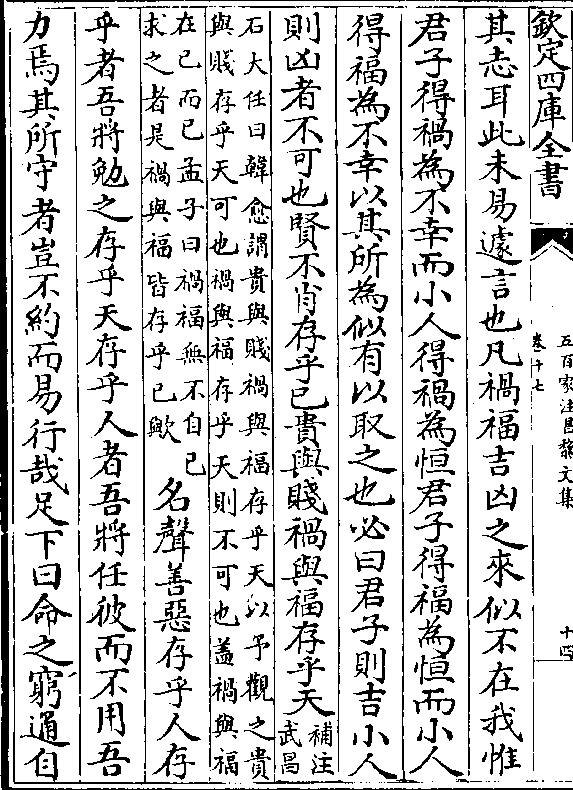 欽定四庫全書
五百家注昌黎文集
卷十七
十四
其志耳此未易遽言也凡禍福吉凶之來似不在我惟
君子得禍為不幸而小人得禍為恒君子得福為恒而小人
得福為不幸以其所為似有以取之也必曰君子則吉小人
則凶者不可也賢不肖存乎已貴與賤禍與福存乎天補注
武昌
石大任曰韓愈謂貴與賤禍與福存乎天以予觀之貴
與賤存乎天可也禍與福存乎天則不可也盖禍與福
在已而已孟子曰禍福無不自已
求之者是禍與福皆存乎已歟
名聲善惡存乎人存
乎者吾將勉之存乎天存乎人者吾將任彼而不用吾
力焉其所守者豈不約而易行哉足下曰命之窮通自